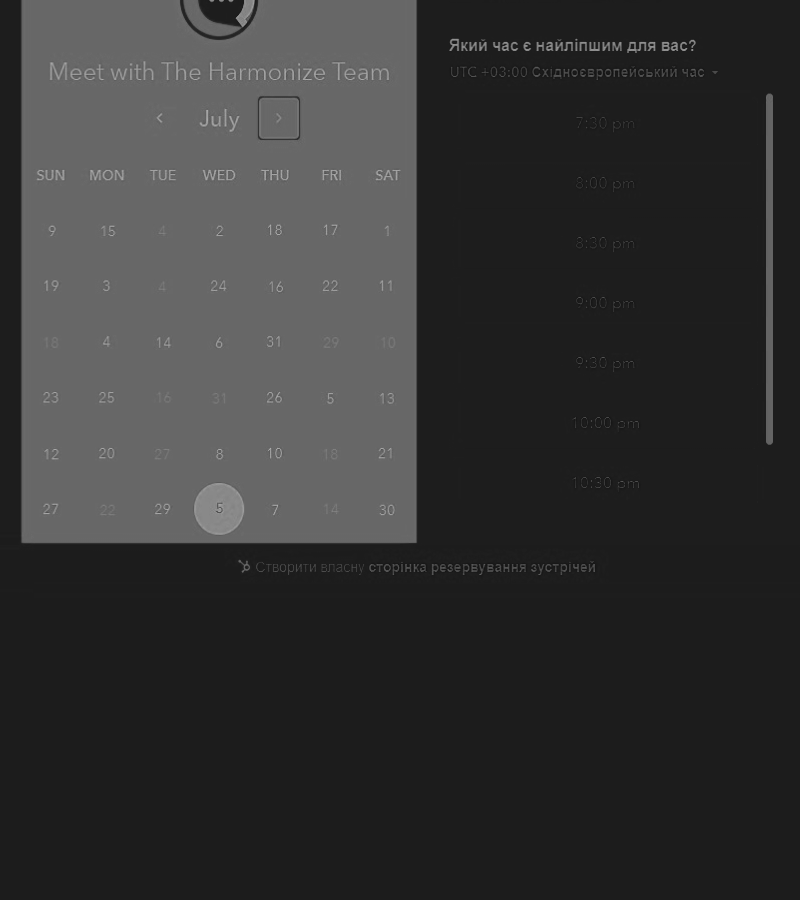 Meet with The Harmonize Team
July
SUN MON TUE WED THU FRI SAT
9 15 4 2 18 17 1
19 3 4 24 16 22 11
18 4 14 6 31 29 10
23 25 16 31 26 5 13
12 20 27 8 10 18 21
27 22 29 5 7 14 30
Який час є найліпшим для вас?
UTC +03:00 Східноєвропейський час
7:30 pm
8:00 pm
8:30 pm
9:00 pm
9:30 pm
10:00 pm
10:30 pm
Створити власну сторінка резервування зустрічей